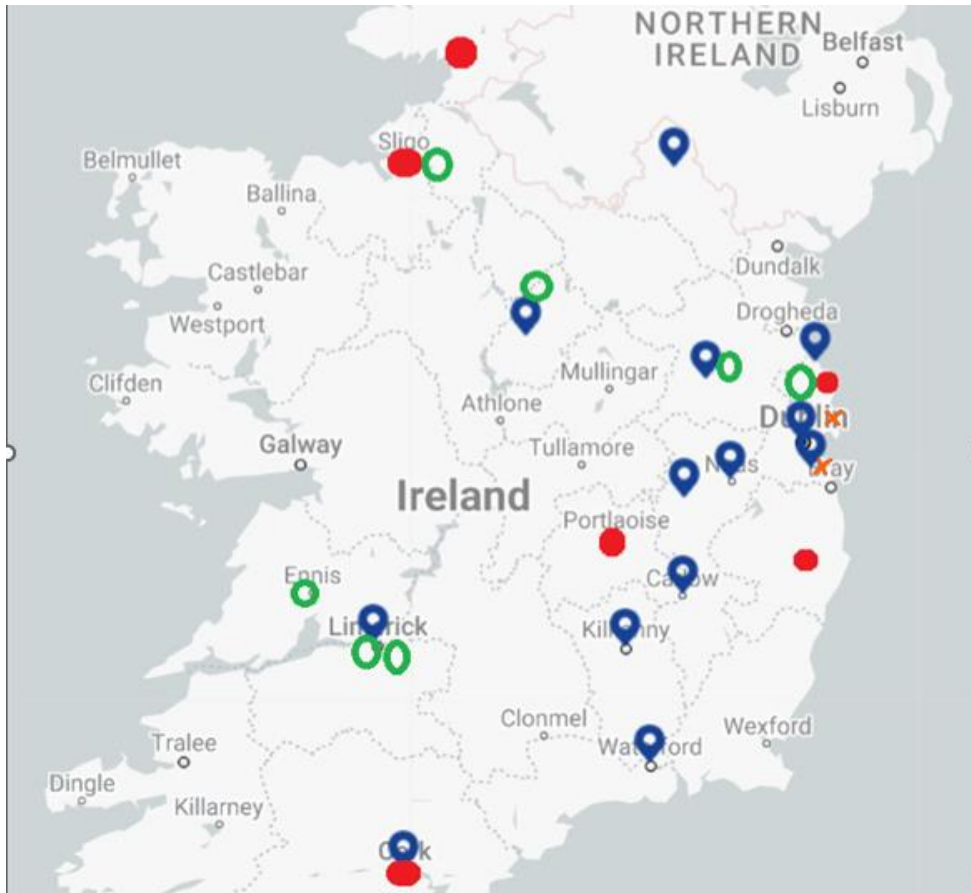 NORTHERN
IRELAND
Belfast
Lisburn
Sligo
Belmullet
Ballina
Castlebar
Dundalk
Westport
Drogheda
Clifden
Mullingar
Athlone
Dublin
Galway
Tullamore
Ireland
Portlaoise
Ennis
Clonmel
Wexford
Tralee
Dingle
Killarney